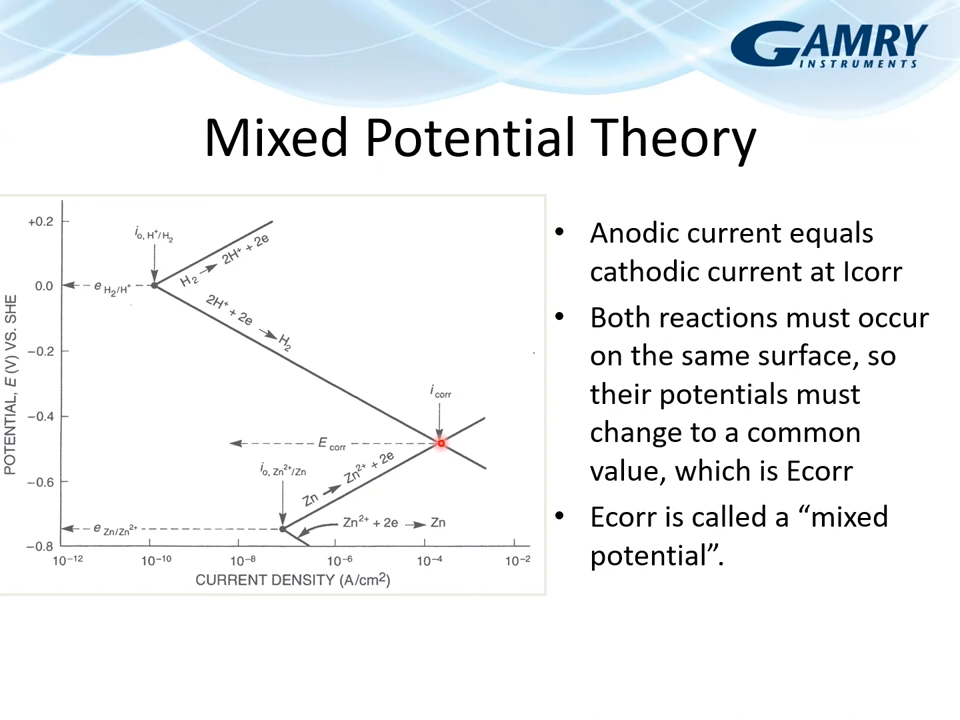 GAMRY
INSTRUMENTS
Mixed Potential Theory
+0.2
0.0
−0.2
−0.4
−0.6
−0.8
POTENTIAL, E (V) VS. SHE
i o, H⁺/H₂
e H₂/H⁺
H₂ → 2H⁺ + 2e
2H⁺ + 2e → H₂
i corr
E corr
i o, Zn²⁺/Zn
Zn → Zn²⁺ + 2e
Zn²⁺ + 2e → Zn
e Zn/Zn²⁺
10⁻¹² 10⁻¹⁰ 10⁻⁸ 10⁻⁶ 10⁻⁴ 10⁻²
CURRENT DENSITY (A/cm²)
• Anodic current equals
cathodic current at Icorr
• Both reactions must occur
on the same surface, so
their potentials must
change to a common
value, which is Ecorr
• Ecorr is called a “mixed
potential”.